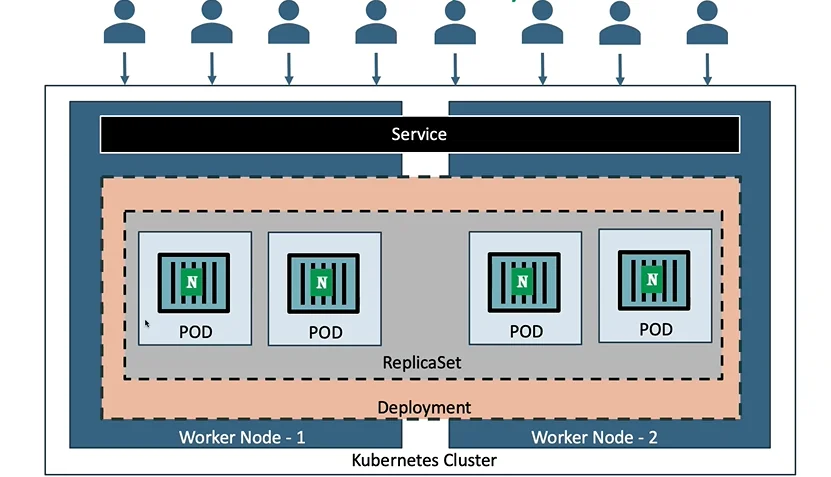 Service
N
N
N
N
POD
POD
POD
POD
ReplicaSet
Deployment
Worker Node - 1
Worker Node - 2
Kubernetes Cluster